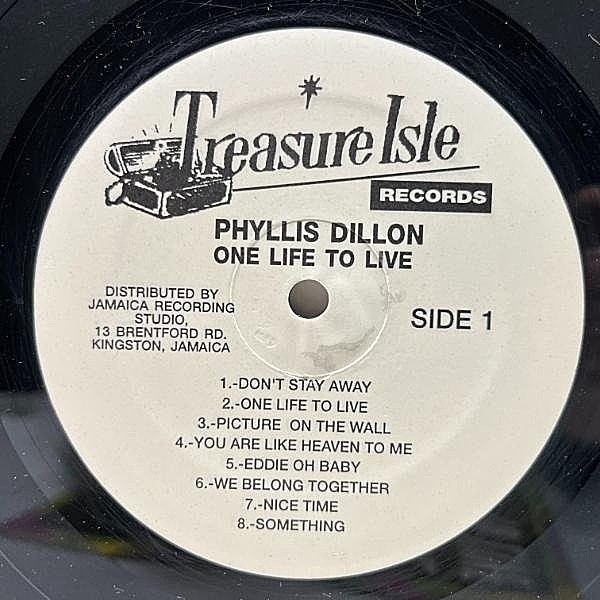 Treasure Isle
RECORDS
PHYLLIS DILLON
ONE LIFE TO LIVE
DISTRIBUTED BY
JAMAICA RECORDING
STUDIO,
13 BRENTFORD RD.
KINGSTON, JAMAICA
SIDE 1
1.-DON'T STAY AWAY
2.-ONE LIFE TO LIVE
3.-PICTURE ON THE WALL
4.-YOU ARE LIKE HEAVEN TO ME
5.-EDDIE OH BABY
6.-WE BELONG TOGETHER
7.-NICE TIME
8.-SOMETHING